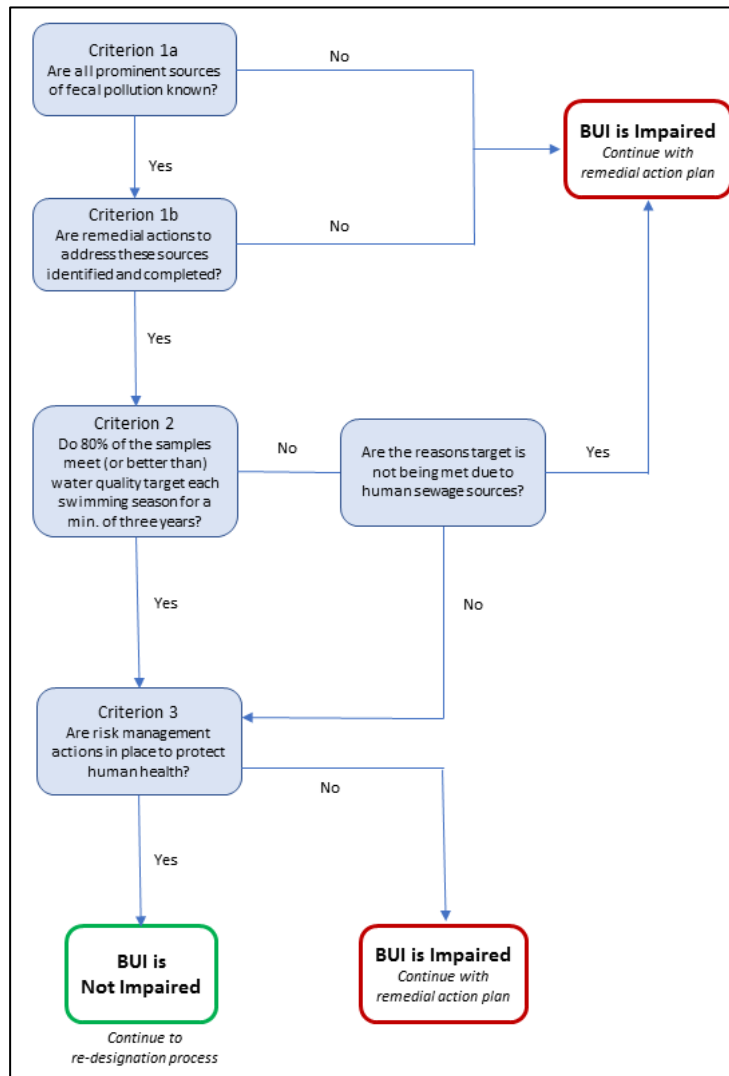 Criterion 1a
Are all prominent sources
of fecal pollution known?
No
BUI is Impaired
Continue with
remedial action plan
Yes
Criterion 1b
Are remedial actions to
address these sources
identified and completed?
No
Yes
Criterion 2
Do 80% of the samples
meet (or better than)
water quality target each
swimming season for a
min. of three years?
No
Are the reasons target is
not being met due to
human sewage sources?
Yes
Yes
No
Criterion 3
Are risk management
actions in place to protect
human health?
No
Yes
BUI is
Not Impaired
Continue to
re-designation process
BUI is Impaired
Continue with
remedial action plan